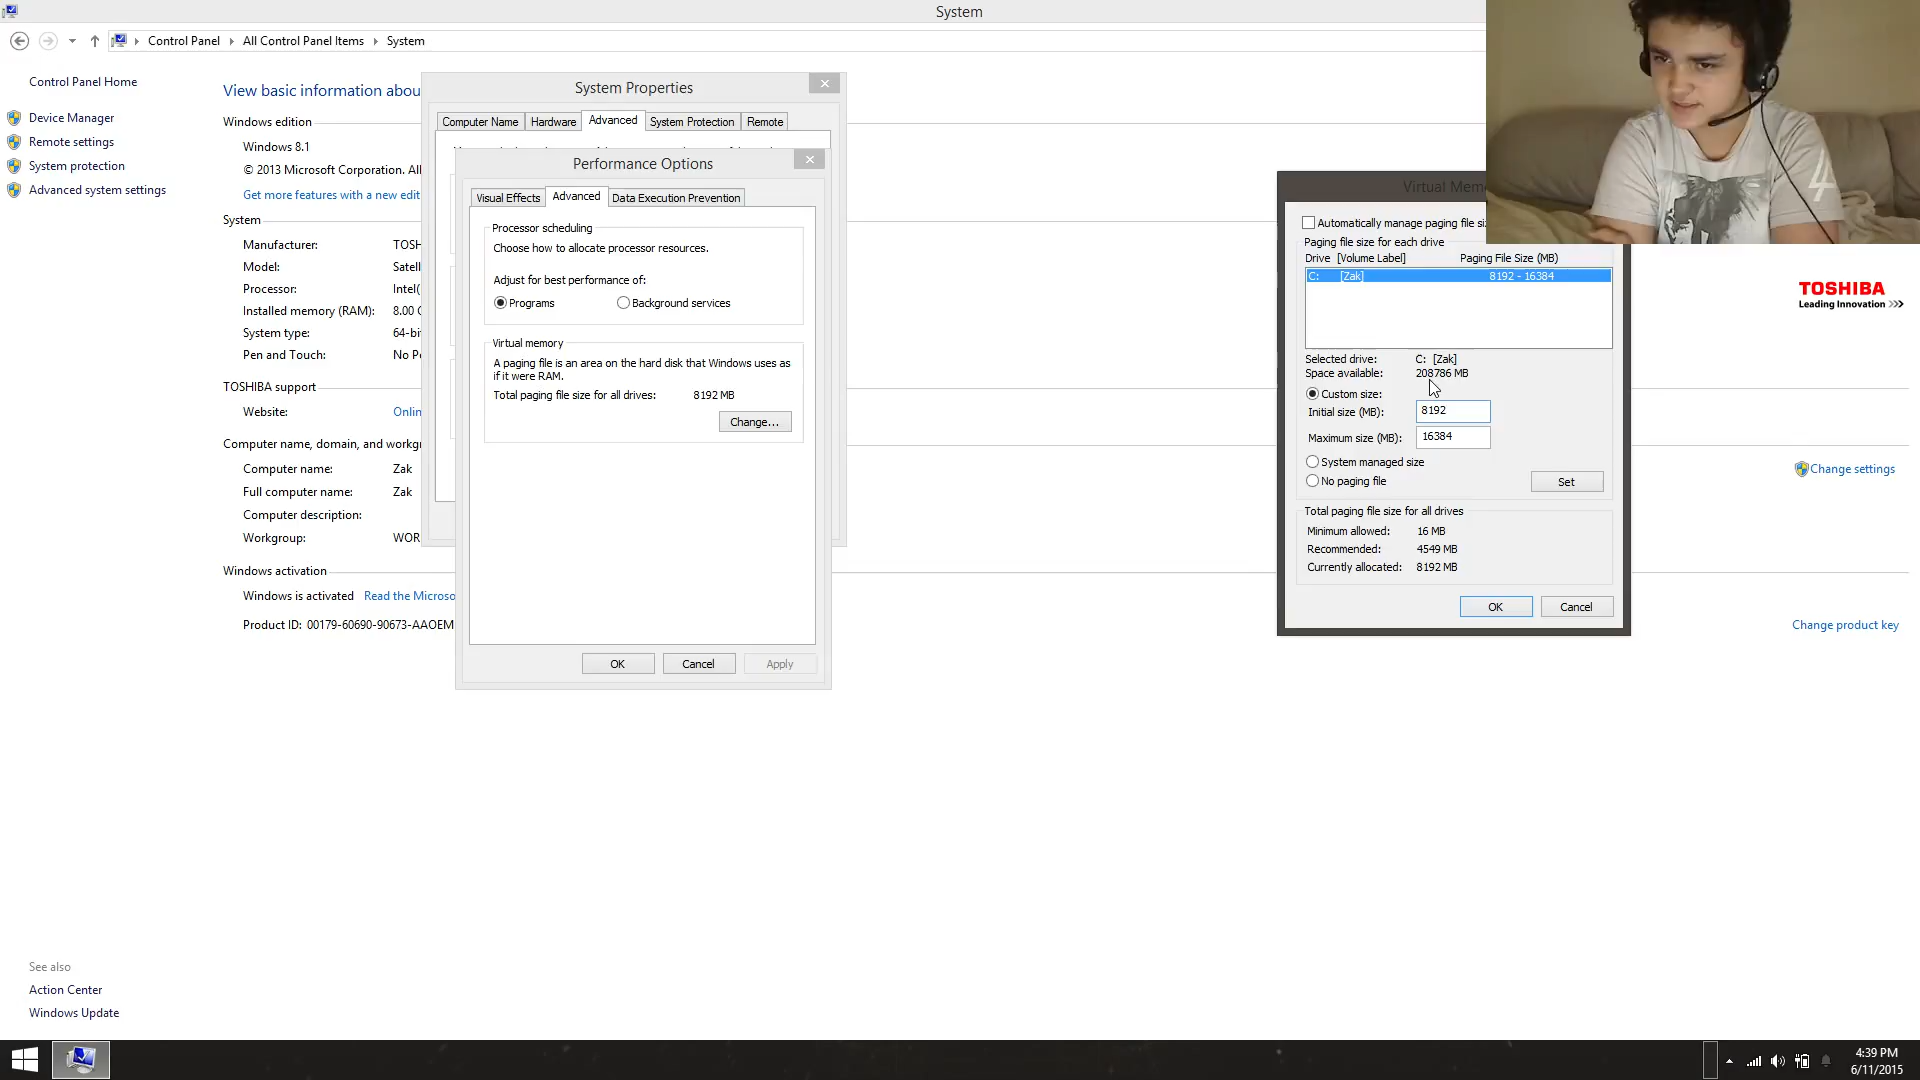 System
Control Panel
All Control Panel Items
System
Control Panel Home
Device Manager
Remote settings
System protection
Advanced system settings
See also
Action Center
Windows Update
View basic information abou
Windows edition
Windows 8.1
© 2013 Microsoft Corporation. All
Get more features with a new edit
System
Manufacturer: TOSH
Model: Satell
Processor: Intel(
Installed memory (RAM): 8.00
System type: 64-bi
Pen and Touch: No P
TOSHIBA support
Website: Onlin
Computer name, domain, and workgr
Computer name: Zak
Full computer name: Zak
Computer description:
Workgroup: WOR
Windows activation
Windows is activated Read the Microso
Product ID: 00179-60690-90673-AAOEM
System Properties
Computer Name
Hardware
Advanced
System Protection
Remote
Performance Options
Visual Effects
Advanced
Data Execution Prevention
Processor scheduling
Choose how to allocate processor resources.
Adjust for best performance of:
Programs
Background services
Virtual memory
A paging file is an area on the hard disk that Windows uses as
if it were RAM.
Total paging file size for all drives: 8192 MB
Change...
OK
Cancel
Apply
Virtual Mem
Automatically manage paging file si
Paging file size for each drive
Drive [Volume Label] Paging File Size (MB)
C: [Zak] 8192 - 16384
Selected drive: C: [Zak]
Space available: 208786 MB
Custom size:
Initial size (MB): 8192
Maximum size (MB): 16384
System managed size
No paging file
Set
Total paging file size for all drives
Minimum allowed: 16 MB
Recommended: 4549 MB
Currently allocated: 8192 MB
OK
Cancel
TOSHIBA
Leading Innovation >>>
Change settings
Change product key
4:39 PM
6/11/2015